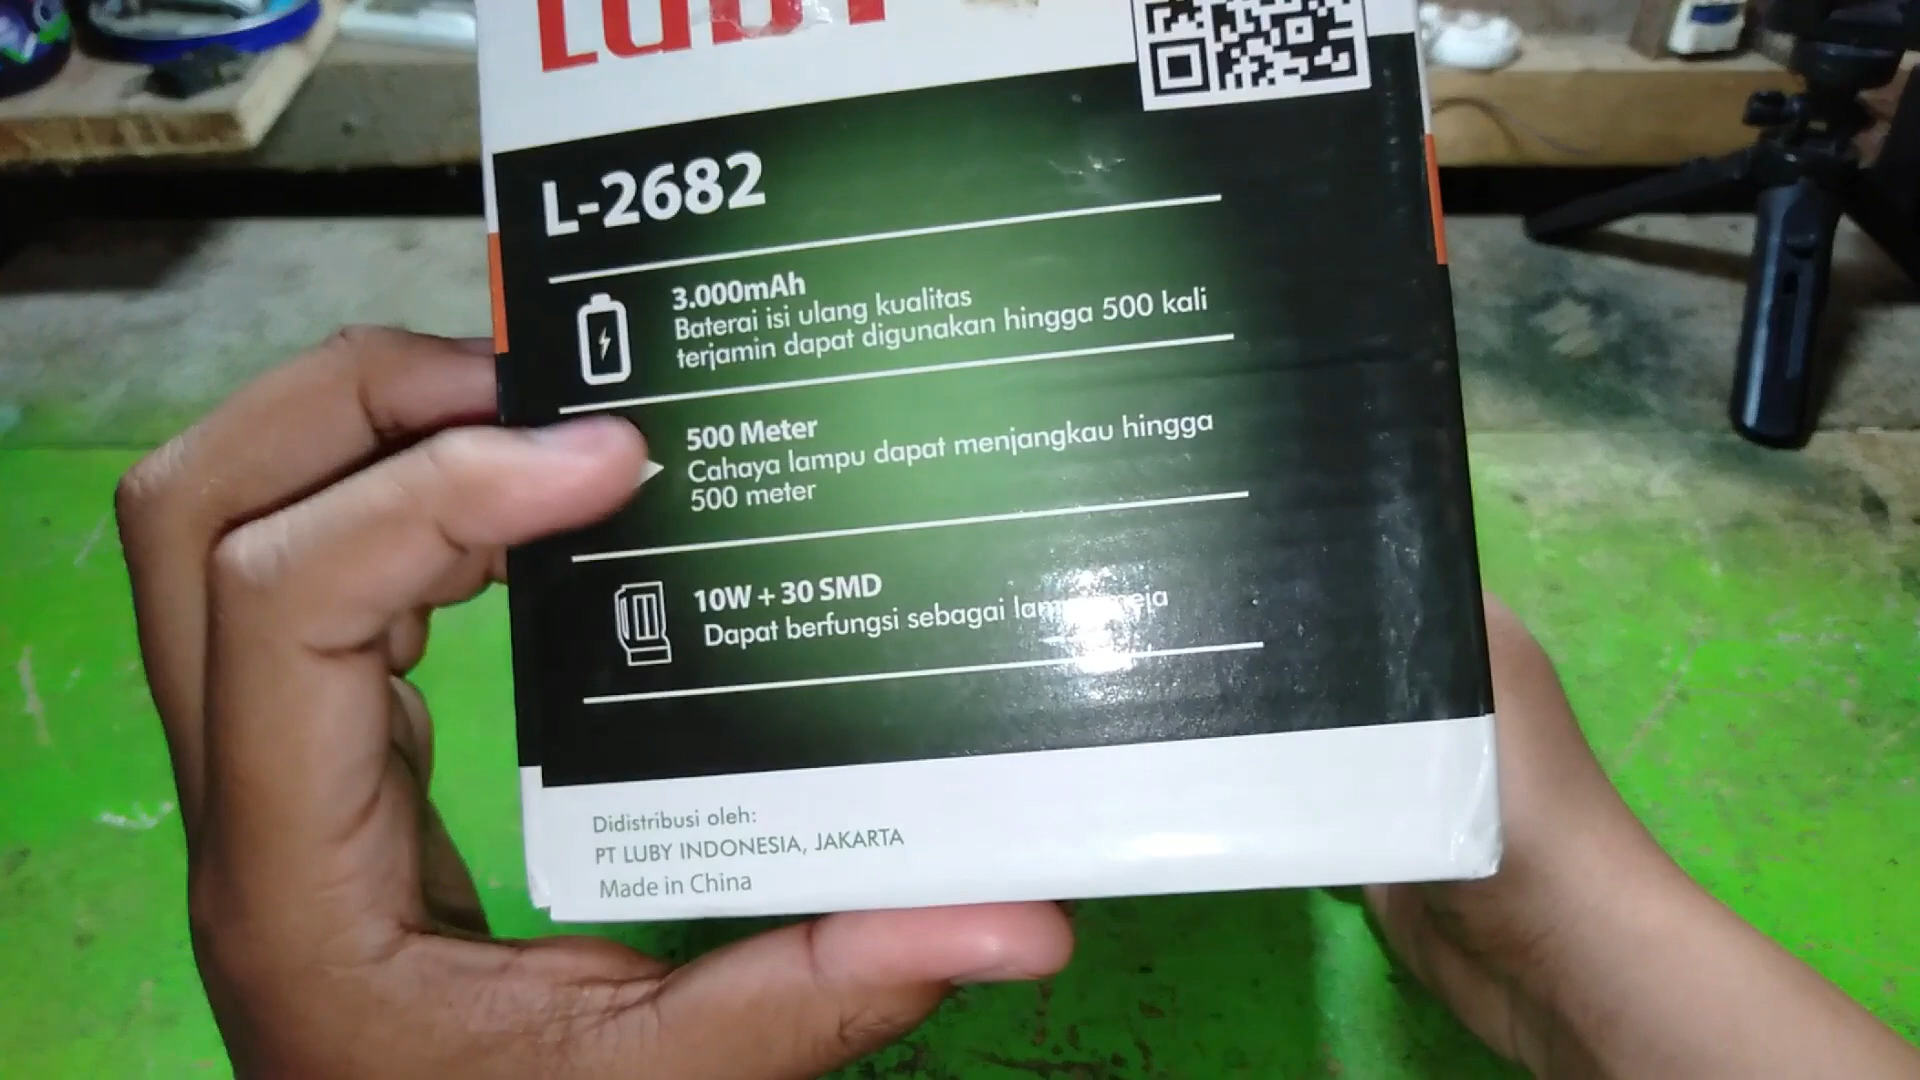 LUBY
L-2682
3.000mAh
Baterai isi ulang kualitas
terjamin dapat digunakan hingga 500 kali
500 Meter
Cahaya lampu dapat menjangkau hingga
500 meter
10W + 30 SMD
Dapat berfungsi sebagai
Didistribusi oleh:
PT LUBY INDONESIA, JAKARTA
Made in China